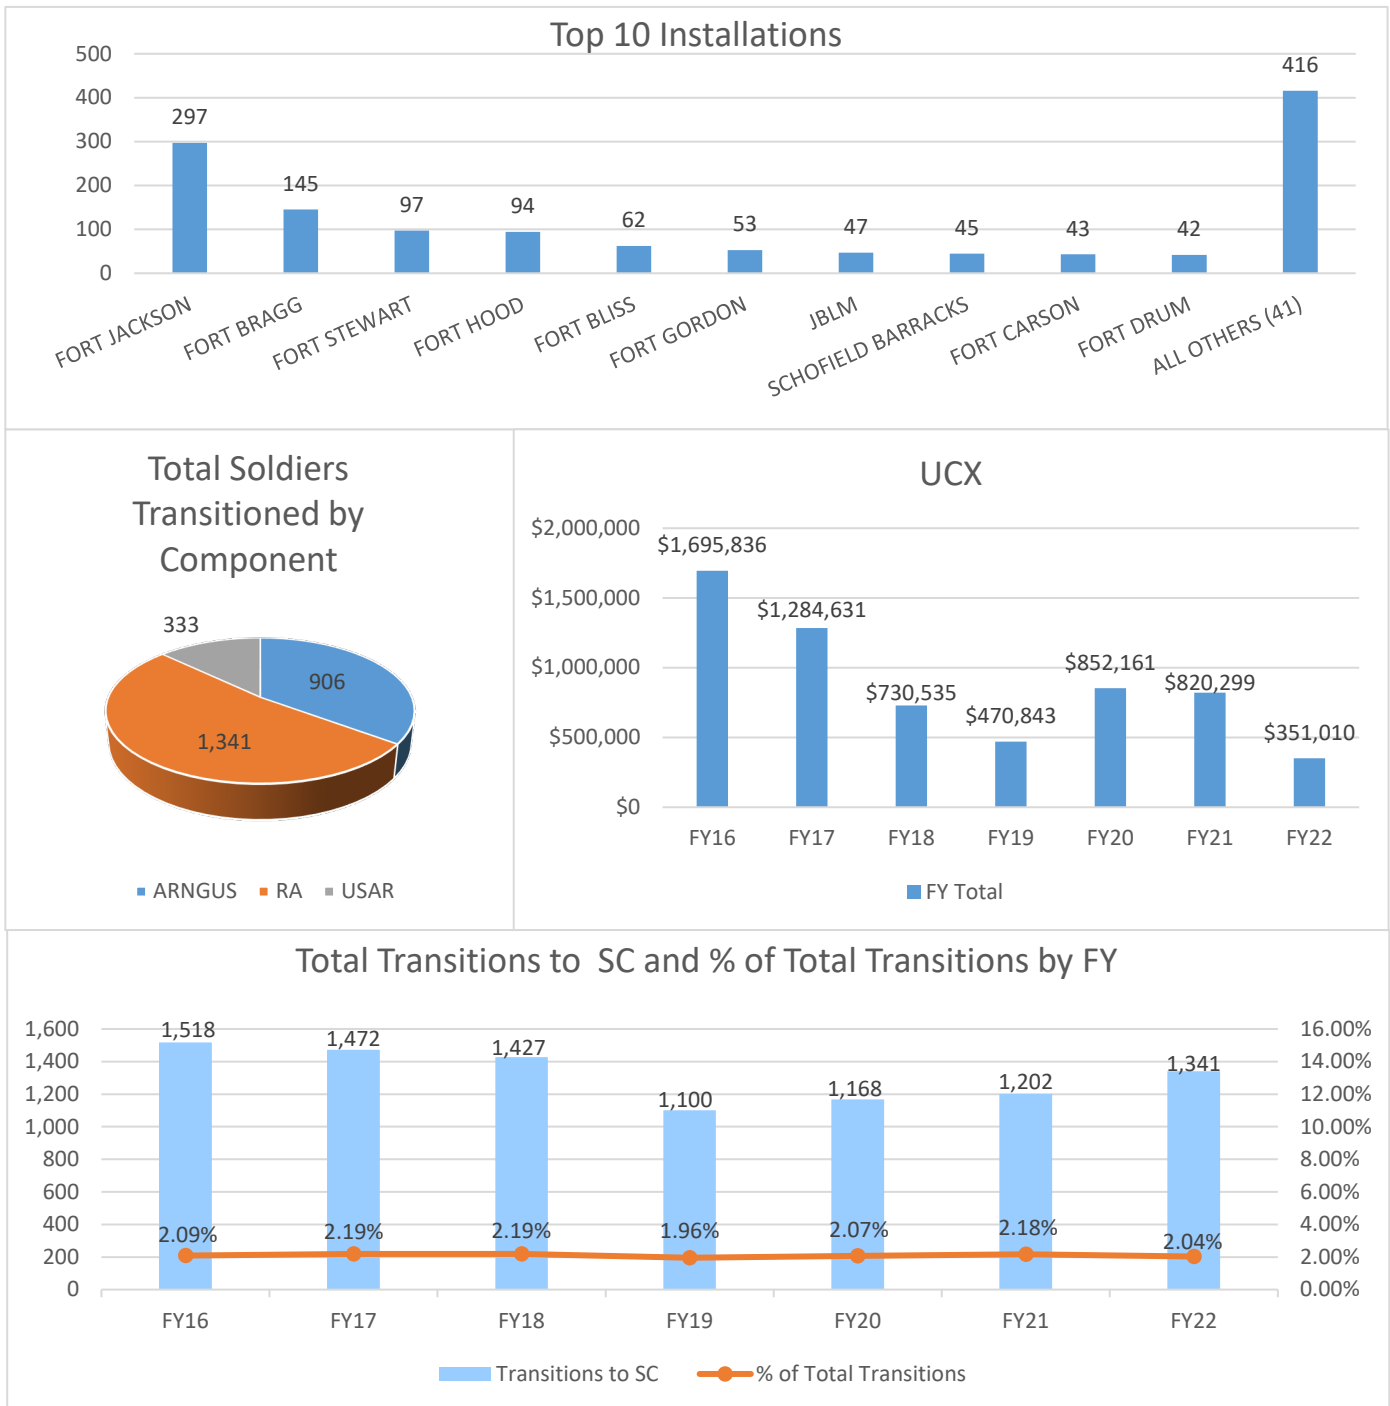 Top 10 Installations
500
400
300
200
100
0
297
145
97
94
62
53
47
45
43
42
416
FORT JACKSON
FORT BRAGG
FORT STEWART
FORT HOOD
FORT BLISS
FORT GORDON
JBLM
SCHOFIELD BARRACKS
FORT CARSON
FORT DRUM
ALL OTHERS (41)
Total Soldiers
Transitioned by
Component
333
906
1,341
ARNGUS RA USAR
UCX
$2,000,000
$1,500,000
$1,000,000
$500,000
$0
$1,695,836
$1,284,631
$730,535
$470,843
$852,161
$820,299
$351,010
FY16 FY17 FY18 FY19 FY20 FY21 FY22
FY Total
Total Transitions to  SC and % of Total Transitions by FY
1,600
1,400
1,200
1,000
800
600
400
200
0
1,518
1,472
1,427
1,100
1,168
1,202
1,341
2.09%
2.19%
2.19%
1.96%
2.07%
2.18%
2.04%
16.00%
14.00%
12.00%
10.00%
8.00%
6.00%
4.00%
2.00%
0.00%
FY16 FY17 FY18 FY19 FY20 FY21 FY22
Transitions to SC % of Total Transitions